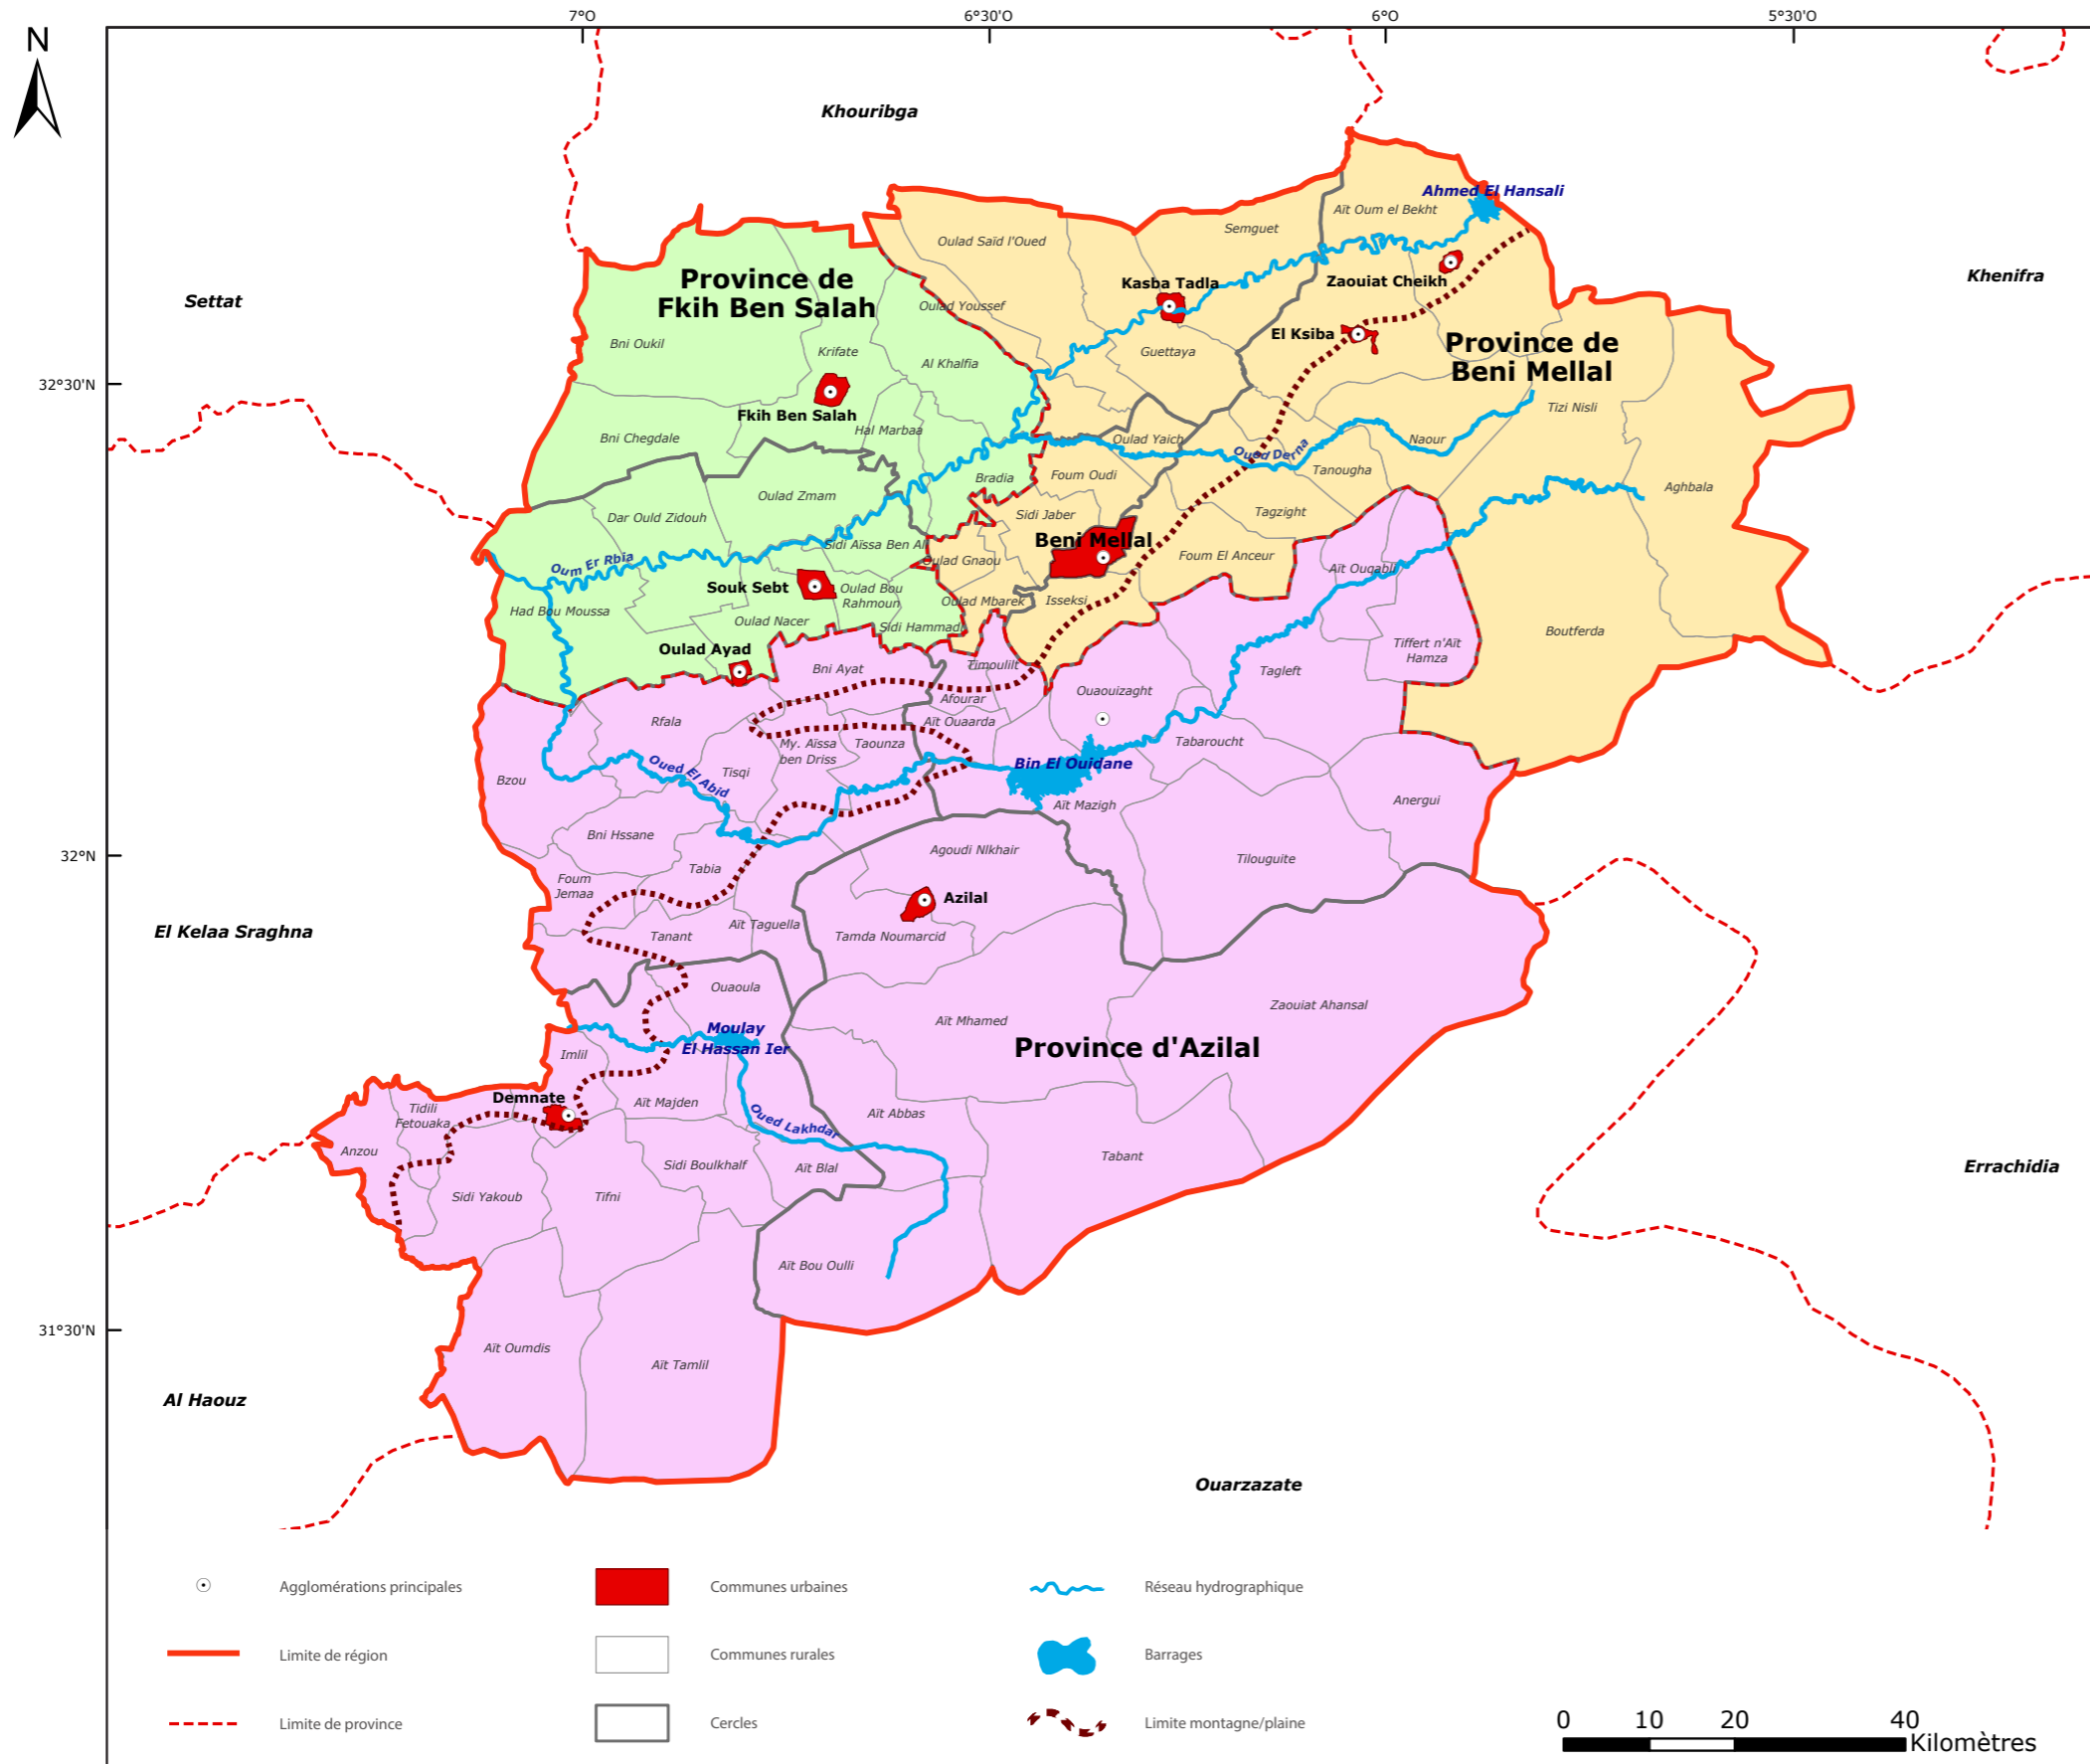 7°O
6°30'O
6°O
5°30'O
N
Khouribga
Ahmed El Hansali
Aït Oum el Bekht
Semguet
Oulad Saïd l'Oued
Khenifra
Province de
Fkih Ben Salah
Kasba Tadla
Zaouiat Cheikh
Settat
Oulad Youssef
El Ksiba
Province de
Beni Mellal
Bni Oukil
Krifate
Guettaya
Al Khalfia
32°30'N
Fkih Ben Salah
Tizi Nisli
Hal Marbaa
Bni Chegdale
Oulad Yaich
Naour
Oued Derna
Tanougha
Foum Oudi
Bradia
Aghbala
Oulad Zmam
Dar Ould Zidouh
Sidi Jaber
Tagzight
Beni Mellal
Sidi Aïssa Ben Ali
Foum El Anceur
Oulad Gnaou
Oum Er Rbia
Aït Ouqabli
Souk Sebt
Oulad Bou
Rahmoun
Oulad Mbarek
Isseksi
Had Bou Moussa
Oulad Nacer
Sidi Hammadi
Boutferda
Tiffert n'Aït
Hamza
Oulad Ayad
Bni Ayat
Timoulilt
Tagleft
Afourar
Ouaouizaght
Rfala
Aït Ouaarda
My. Aïssa
ben Driss
Taounza
Tabaroucht
Bin El Ouidane
Oued El Abid
Tisqi
Bzou
Aït Mazigh
Anergui
Bni Hssane
Agoudi Nlkhair
32°N
Tilouguite
Tabia
Foum
Jemaa
Azilal
Aït Taguella
El Kelaa Sraghna
Tanant
Tamda Noumarcid
Ouaoula
Zaouiat Ahansal
Aït Mhamed
Moulay
El Hassan Ier
Province d'Azilal
Imlil
Demnate
Aït Majden
Tidili
Fetouaka
Oued Lakhdar
Aït Abbas
Anzou
Tabant
Sidi Boulkhalf
Aït Blal
Errachidia
Sidi Yakoub
Tifni
Aït Bou Oulli
31°30'N
Aït Oumdis
Aït Tamlil
Al Haouz
Ouarzazate
Agglomérations principales
Communes urbaines
Réseau hydrographique
Limite de région
Communes rurales
Barrages
Limite de province
Cercles
Limite montagne/plaine
0 10 20 40
Kilomètres